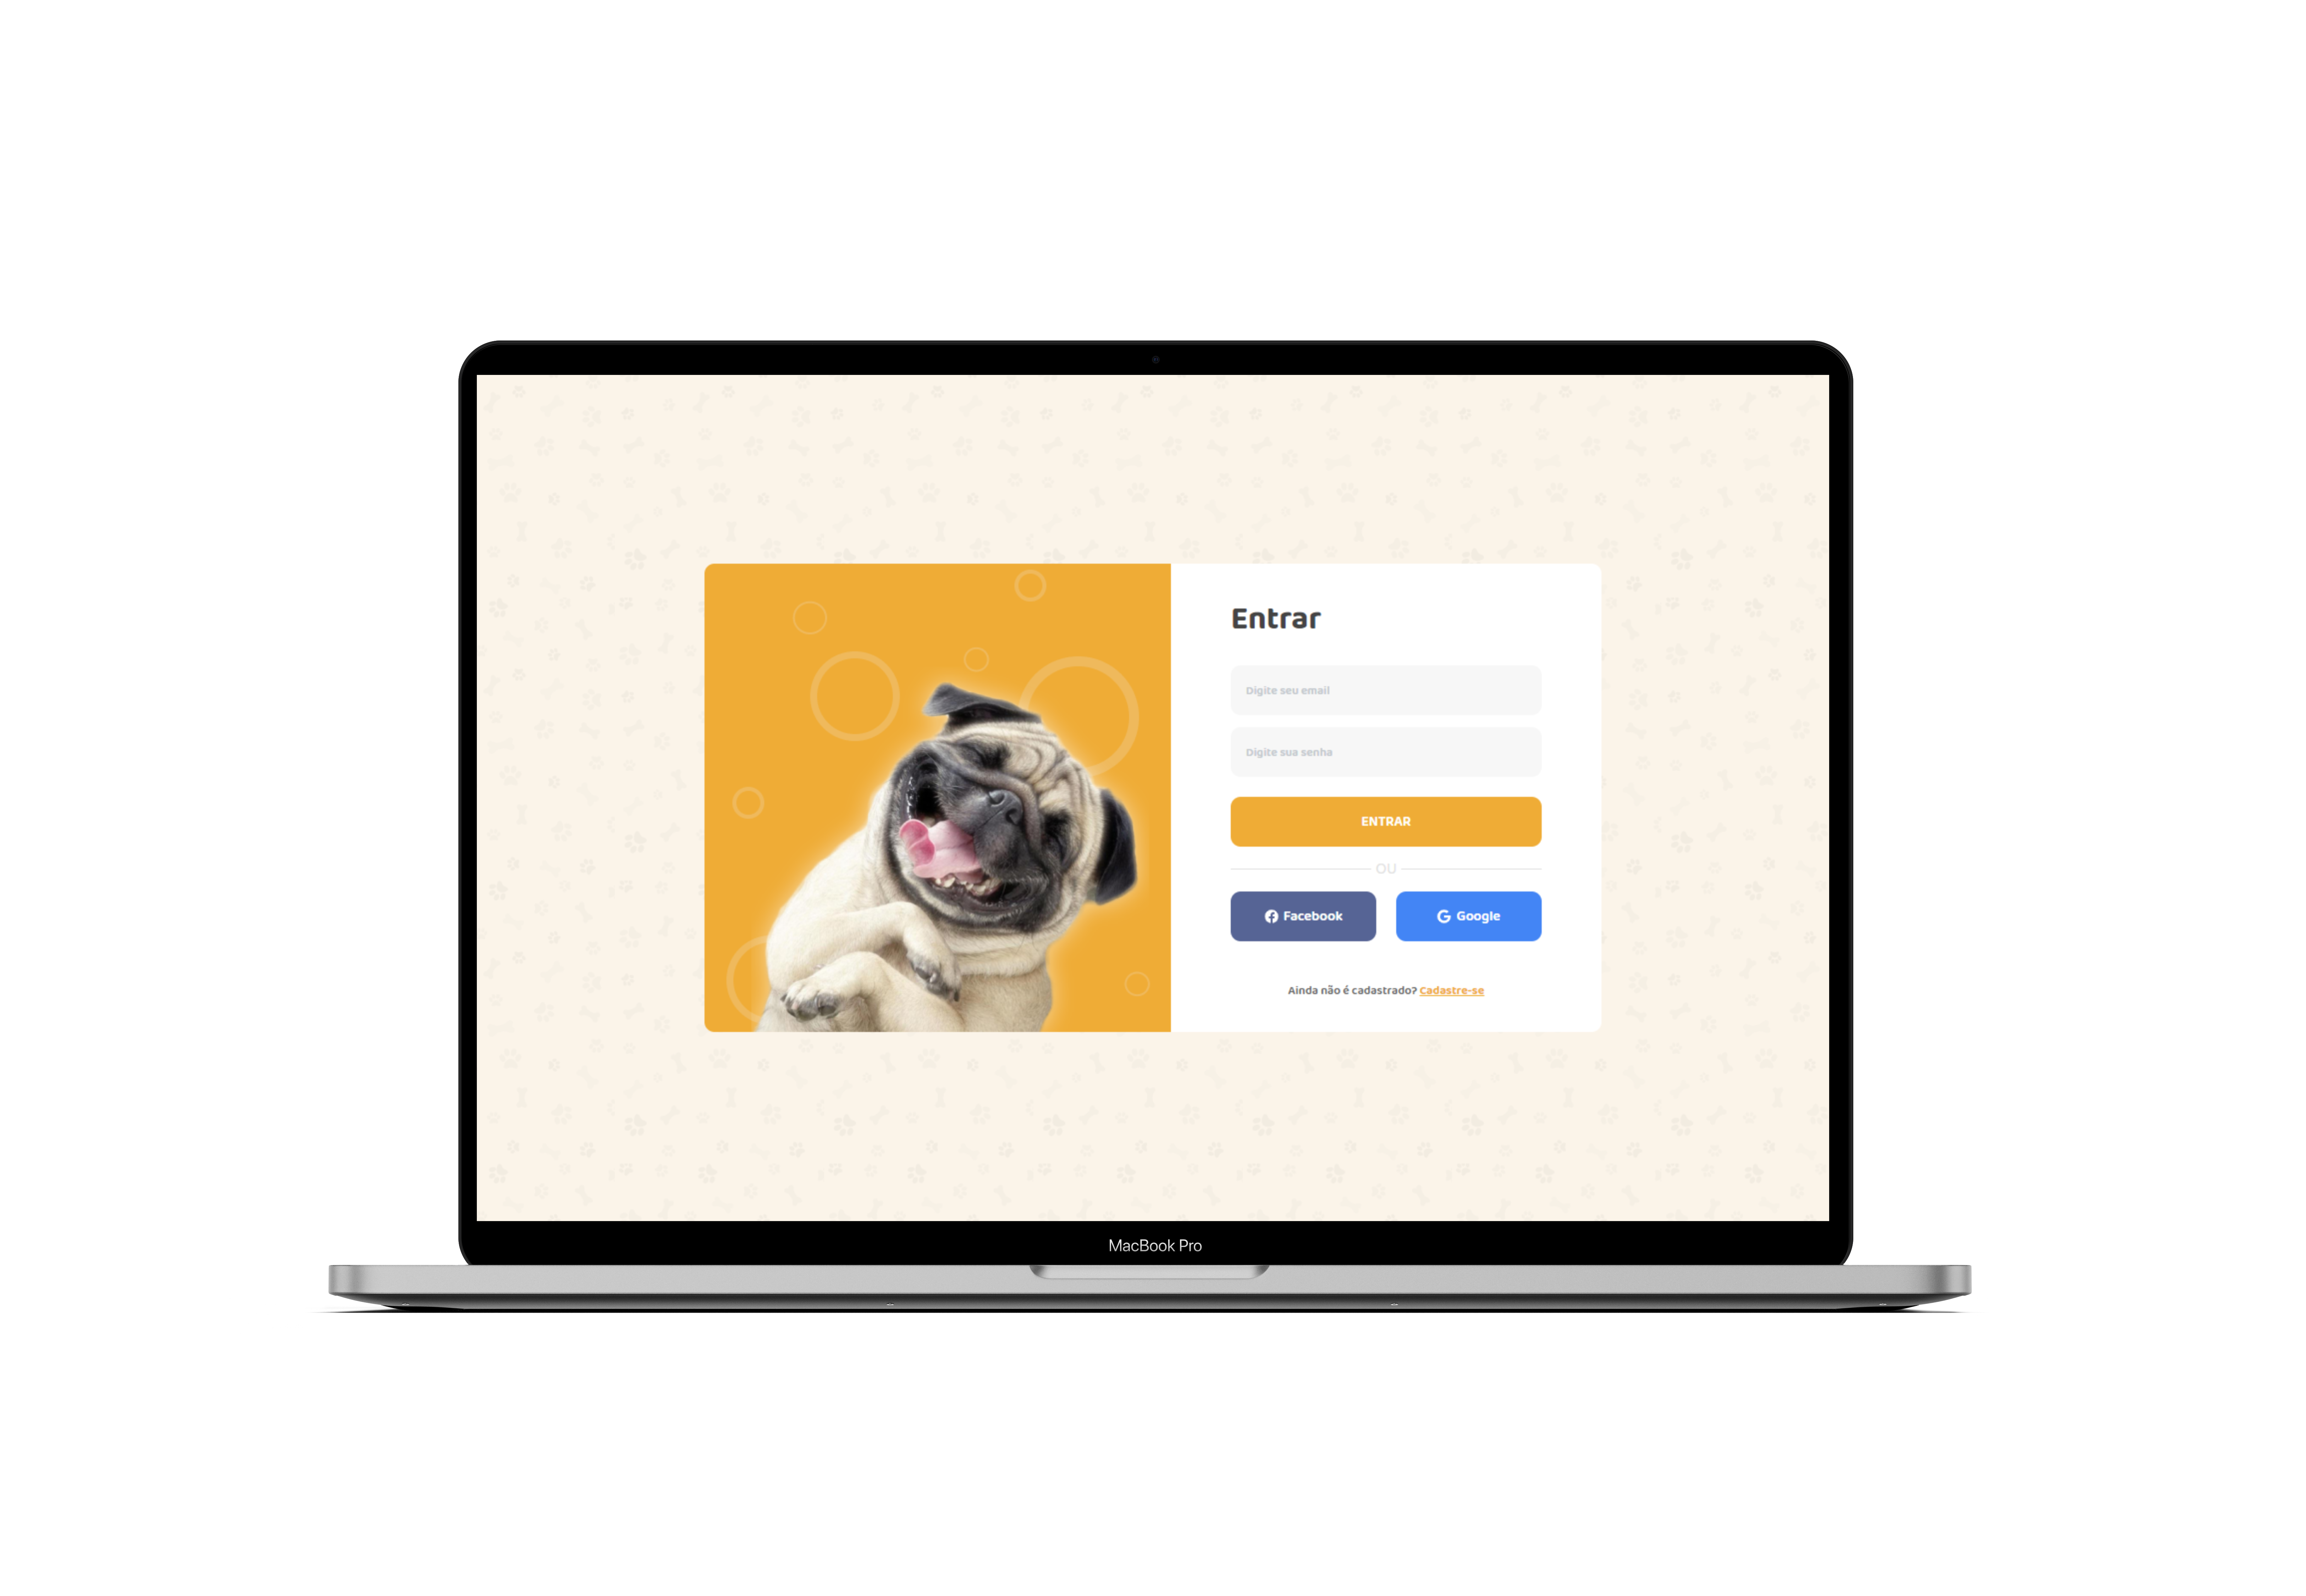 Entrar
Digite seu email
Digite sua senha
ENTRAR
OU
Facebook
Google
Ainda não é cadastrado? Cadastre-se
MacBook Pro